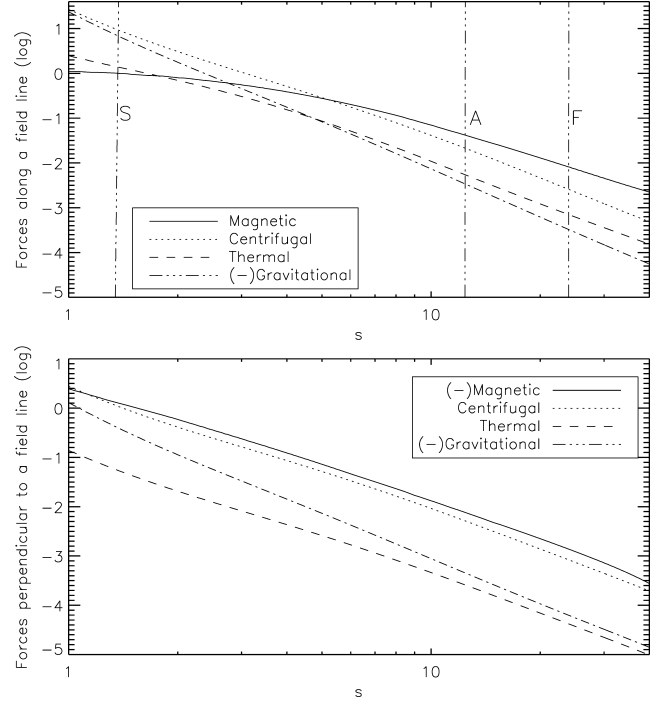 Forces along a field line (log)
1
0
−1
−2
−3
−4
−5
S
A
F
Magnetic
Centrifugal
Thermal
(−)Gravitational
1
10
s
Forces perpendicular to a field line (log)
1
0
−1
−2
−3
−4
−5
(−)Magnetic
Centrifugal
Thermal
(−)Gravitational
1
10
s